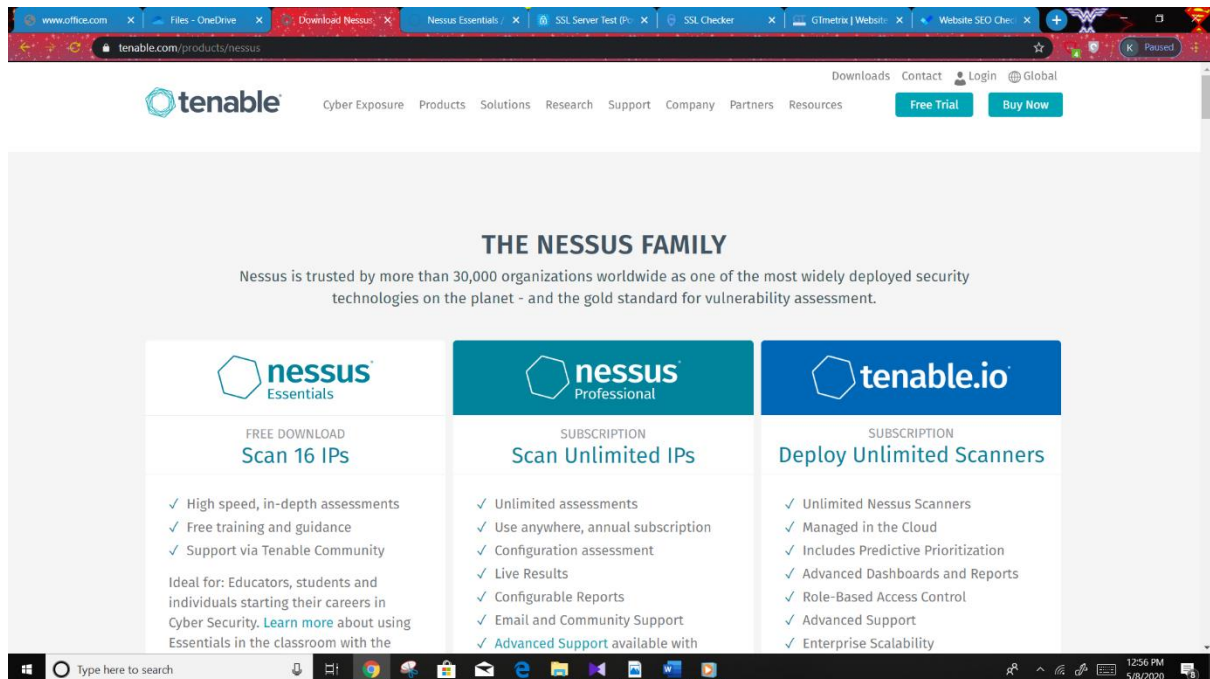 www.office.com
Files - OneDrive
Download Nessus
Nessus Essentials /
SSL Server Test (Po
SSL Checker
GTmetrix | Website
Website SEO Chec
tenable.com/products/nessus
K Paused
Downloads Contact Login Global
tenable
Cyber Exposure Products Solutions Research Support Company Partners Resources
Free Trial
Buy Now
THE NESSUS FAMILY
Nessus is trusted by more than 30,000 organizations worldwide as one of the most widely deployed security
technologies on the planet - and the gold standard for vulnerability assessment.
nessus
Essentials
FREE DOWNLOAD
Scan 16 IPs
✓ High speed, in-depth assessments
✓ Free training and guidance
✓ Support via Tenable Community
Ideal for: Educators, students and
individuals starting their careers in
Cyber Security. Learn more about using
Essentials in the classroom with the
nessus
Professional
SUBSCRIPTION
Scan Unlimited IPs
✓ Unlimited assessments
✓ Use anywhere, annual subscription
✓ Configuration assessment
✓ Live Results
✓ Configurable Reports
✓ Email and Community Support
✓ Advanced Support available with
tenable.io
SUBSCRIPTION
Deploy Unlimited Scanners
✓ Unlimited Nessus Scanners
✓ Managed in the Cloud
✓ Includes Predictive Prioritization
✓ Advanced Dashboards and Reports
✓ Role-Based Access Control
✓ Advanced Support
✓ Enterprise Scalability
Type here to search
12:56 PM
5/8/2020